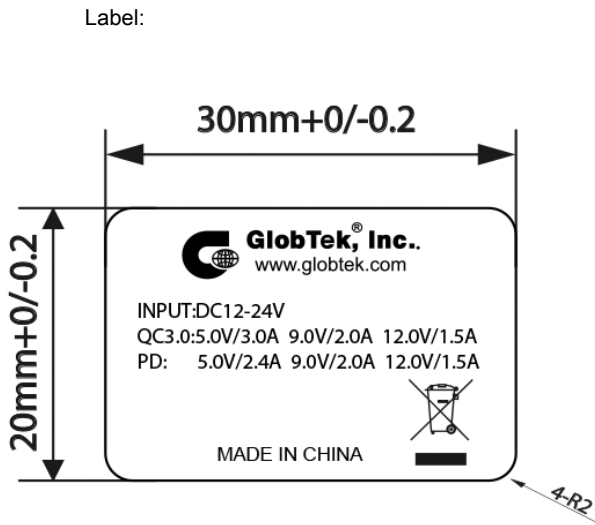 Label:
30mm+0/-0.2
20mm+0/-0.2
GlobTek,® Inc..
www.globtek.com
INPUT:DC12-24V
QC3.0:5.0V/3.0A 9.0V/2.0A 12.0V/1.5A
PD: 5.0V/2.4A 9.0V/2.0A 12.0V/1.5A
MADE IN CHINA
4-R2